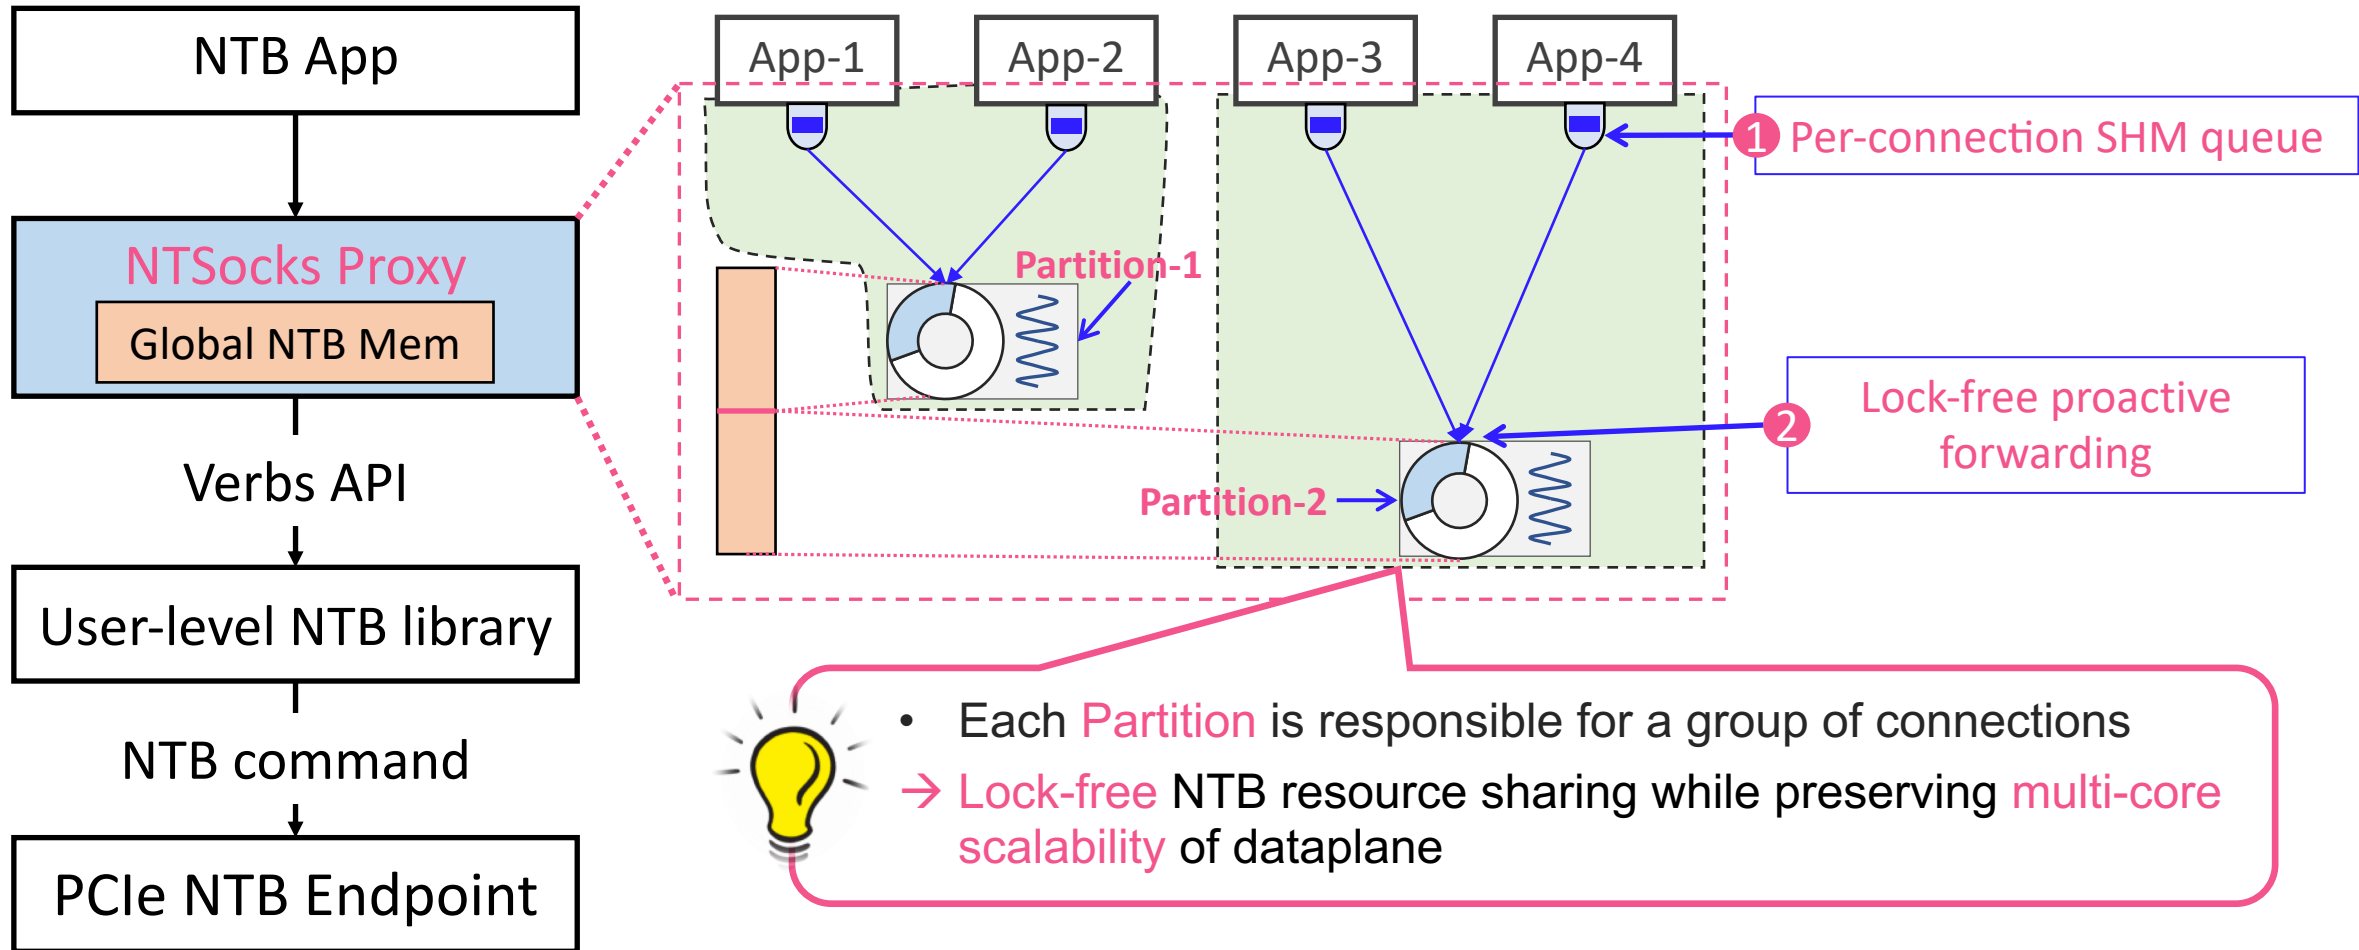 NTB App
NTSocks Proxy
Global NTB Mem
Verbs API
User-level NTB library
NTB command
PCIe NTB Endpoint
App-1
App-2
App-3
App-4
Partition-1
Partition-2
1 Per-connection SHM queue
2 Lock-free proactive
forwarding
• Each Partition is responsible for a group of connections
→ Lock-free NTB resource sharing while preserving multi-core
scalability of dataplane